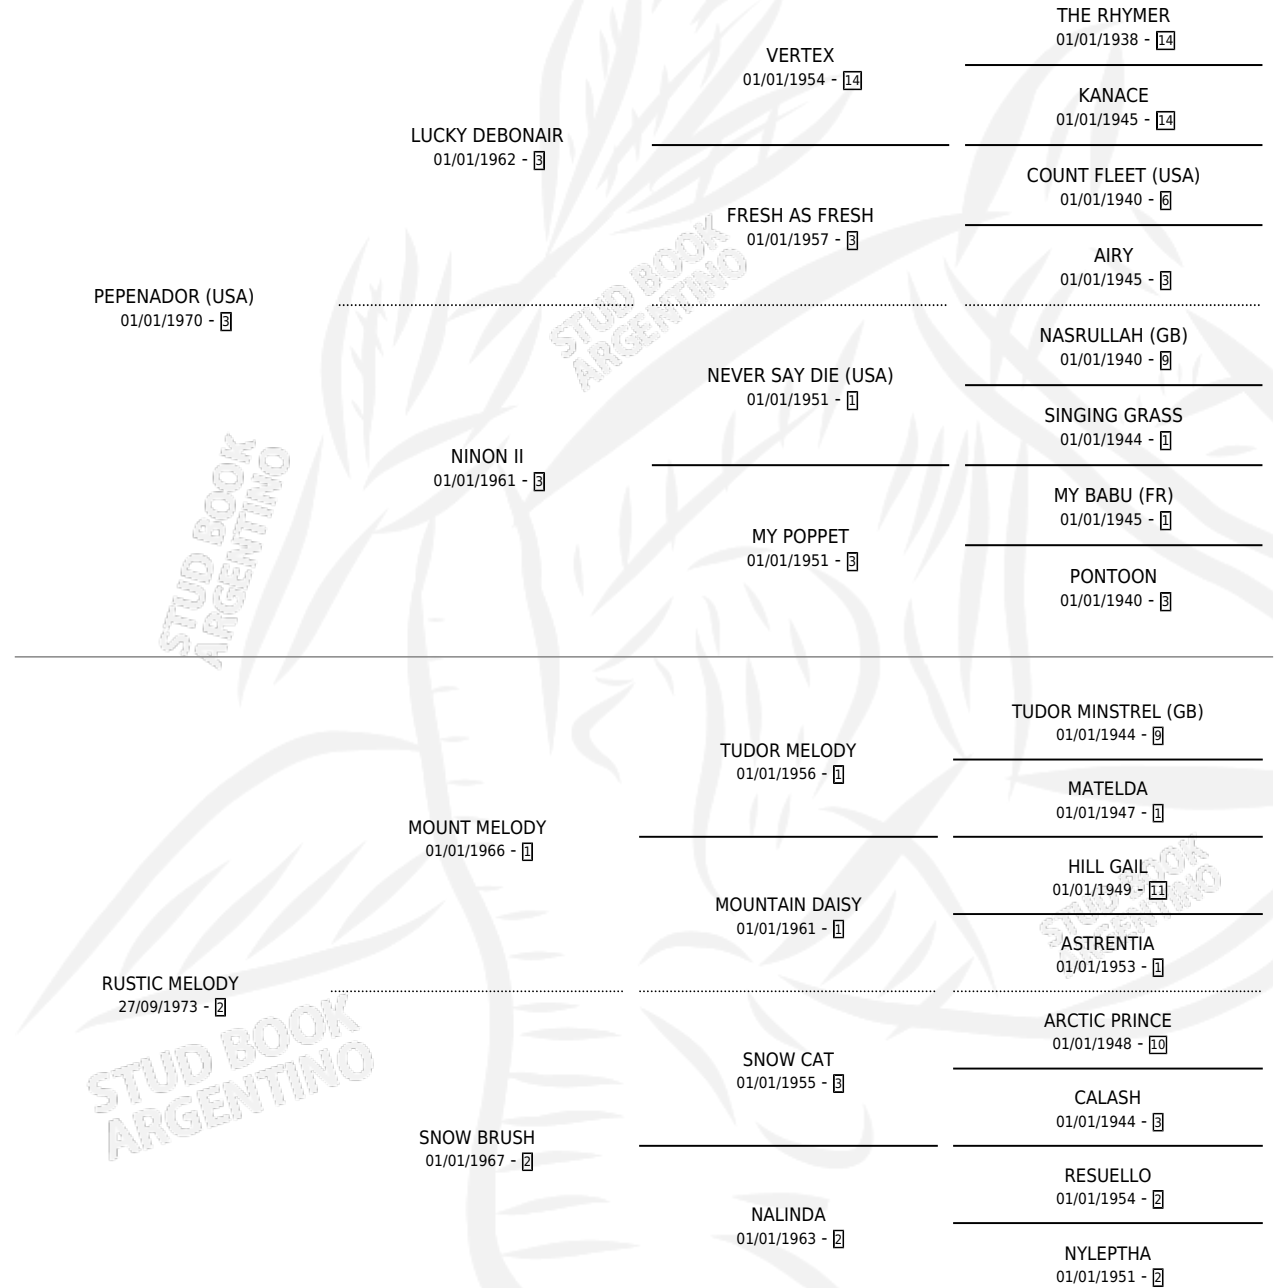 THE RHYMER
01/01/1938 - 14
VERTEX
01/01/1954 - 14
KANACE
01/01/1945 - 14
LUCKY DEBONAIR
01/01/1962 - 3
COUNT FLEET (USA)
01/01/1940 - 6
FRESH AS FRESH
01/01/1957 - 3
AIRY
01/01/1945 - 3
PEPENADOR (USA)
01/01/1970 - 3
STUD BOOK
ARGENTINO
NASRULLAH (GB)
01/01/1940 - 9
NEVER SAY DIE (USA)
01/01/1951 - 1
SINGING GRASS
01/01/1944 - 1
NINON II
01/01/1961 - 3
MY BABU (FR)
01/01/1945 - 1
MY POPPET
01/01/1951 - 3
PONTOON
01/01/1940 - 3
STUD BOOK
ARGENTINO
TUDOR MINSTREL (GB)
01/01/1944 - 9
TUDOR MELODY
01/01/1956 - 1
MATELDA
01/01/1947 - 1
MOUNT MELODY
01/01/1966 - 1
HILL GAIL
01/01/1949 - 11
MOUNTAIN DAISY
01/01/1961 - 1
STUD BOOK
ARGENTINO
ASTRENTIA
01/01/1953 - 1
RUSTIC MELODY
27/09/1973 - 2
ARCTIC PRINCE
01/01/1948 - 10
SNOW CAT
01/01/1955 - 3
STUD BOOK
ARGENTINO
CALASH
01/01/1944 - 3
SNOW BRUSH
01/01/1967 - 2
RESUELLO
01/01/1954 - 2
NALINDA
01/01/1963 - 2
NYLEPTHA
01/01/1951 - 2